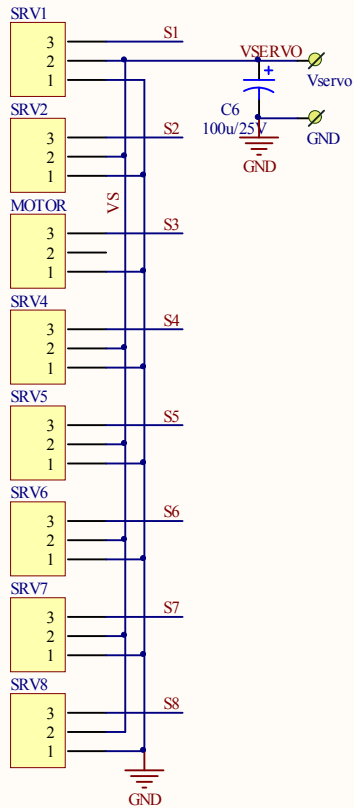 SRV1
3 S1
2 VSERVO Vservo
1
C6
100u/25V GND
GND
SRV2
3 S2
2
1
VS
MOTOR
3 S3
2
1
SRV4
3 S4
2
1
SRV5
3 S5
2
1
SRV6
3 S6
2
1
SRV7
3 S7
2
1
SRV8
3 S8
2
1
GND